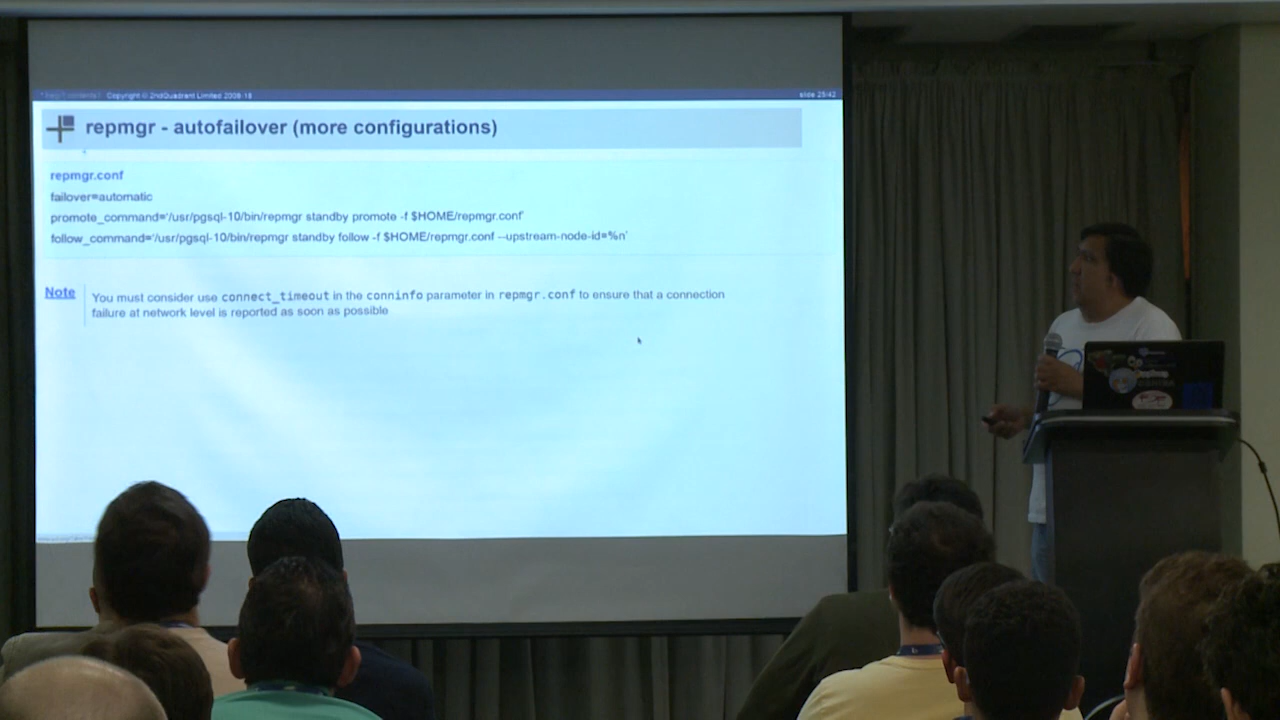 Copyright © 2ndQuadrant Limited 2008-18
slide 25/42
repmgr - autofailover (more configurations)
repmgr.conf
failover=automatic
promote_command='/usr/pgsql-10/bin/repmgr standby promote -f $HOME/repmgr.conf'
follow_command='/usr/pgsql-10/bin/repmgr standby follow -f $HOME/repmgr.conf --upstream-node-id=%n'
Note
You must consider use connect_timeout in the conninfo parameter in repmgr.conf to ensure that a connection
failure at network level is reported as soon as possible